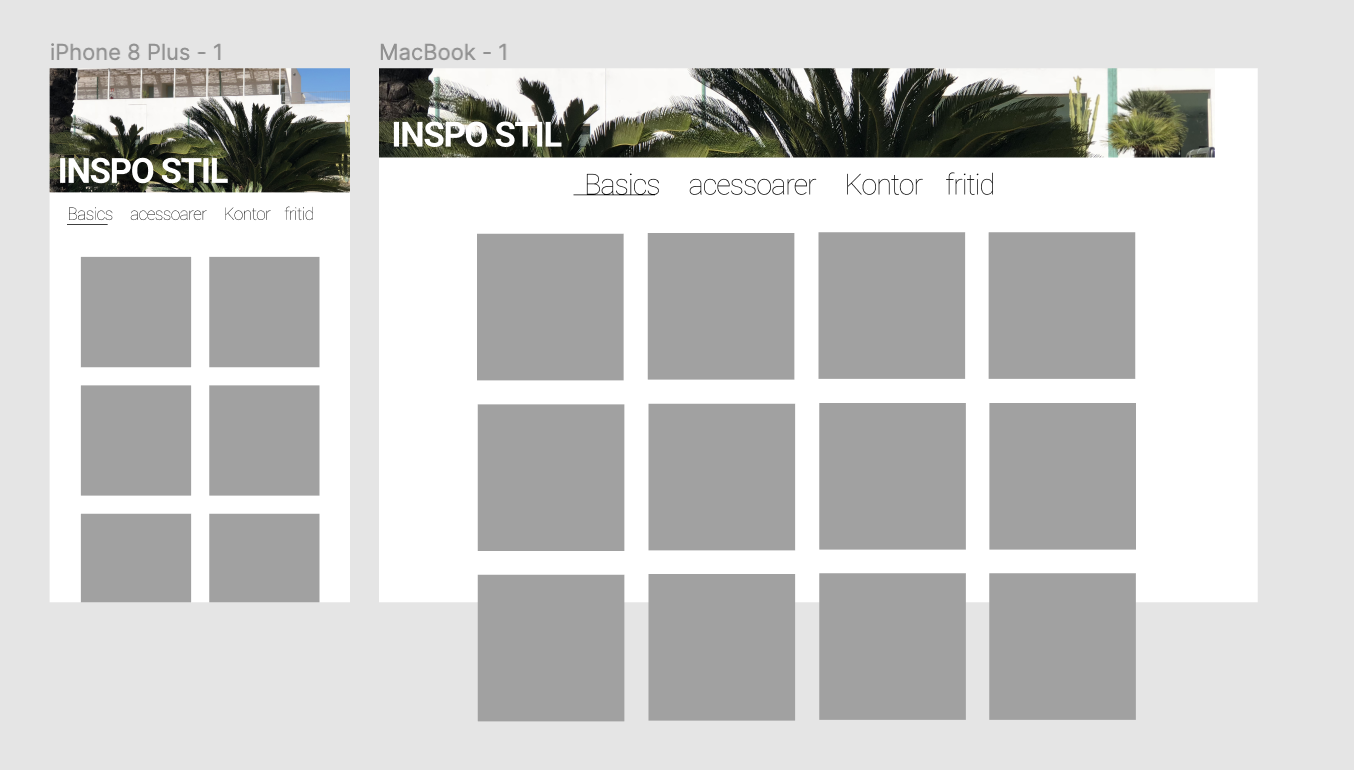 iPhone 8 Plus - 1
INSPO STIL
Basics acessoarer Kontor fritid
MacBook - 1
INSPO STIL
Basics acessoarer Kontor fritid